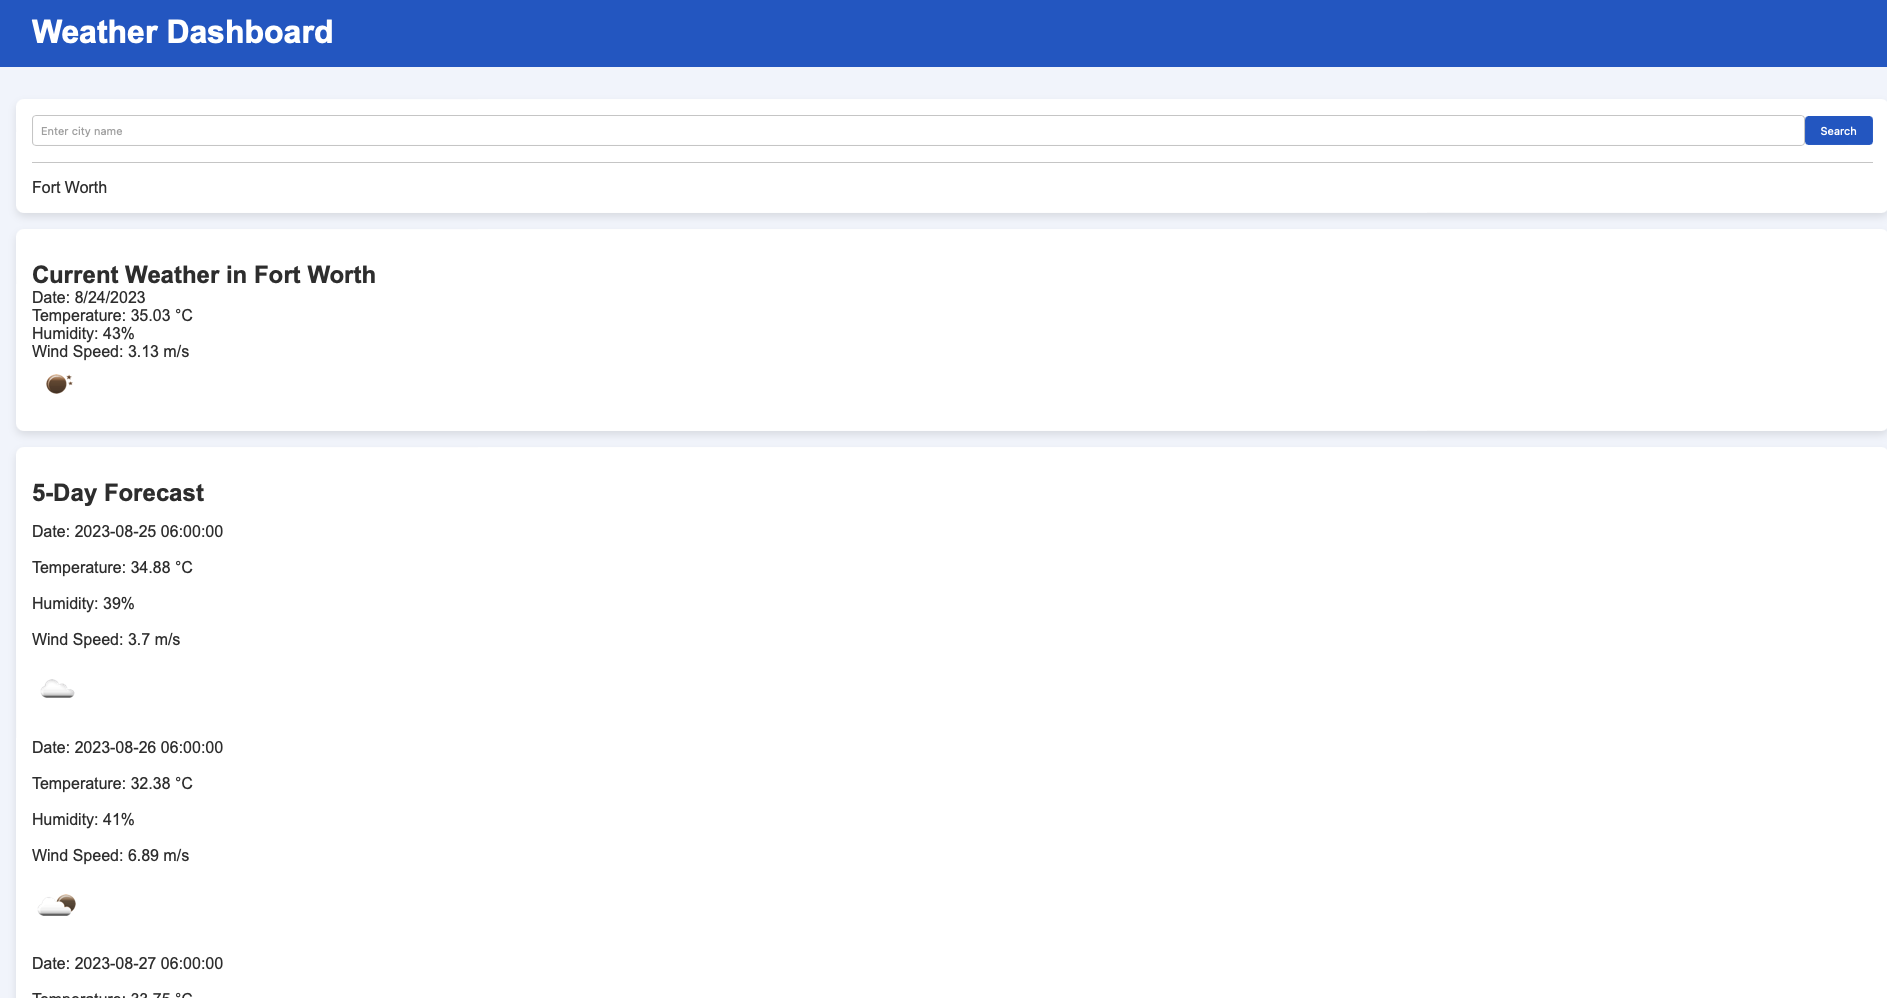 Weather Dashboard
Enter city name
Search
Fort Worth
Current Weather in Fort Worth
Date: 8/24/2023
Temperature: 35.03 °C
Humidity: 43%
Wind Speed: 3.13 m/s
5-Day Forecast
Date: 2023-08-25 06:00:00
Temperature: 34.88 °C
Humidity: 39%
Wind Speed: 3.7 m/s
Date: 2023-08-26 06:00:00
Temperature: 32.38 °C
Humidity: 41%
Wind Speed: 6.89 m/s
Date: 2023-08-27 06:00:00
Temperature: 33.75 °C